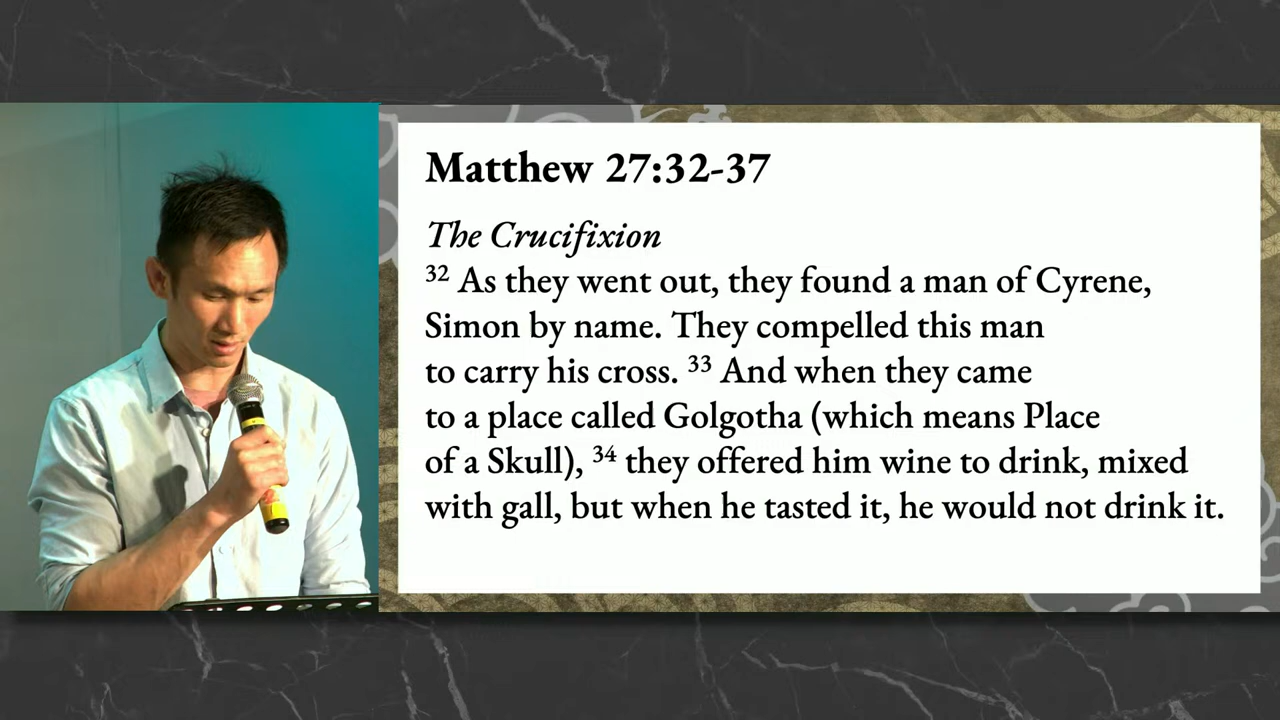 Matthew 27:32-37
The Crucifixion
³² As they went out, they found a man of Cyrene,
Simon by name. They compelled this man
to carry his cross. ³³ And when they came
to a place called Golgotha (which means Place
of a Skull), ³⁴ they offered him wine to drink, mixed
with gall, but when he tasted it, he would not drink it.